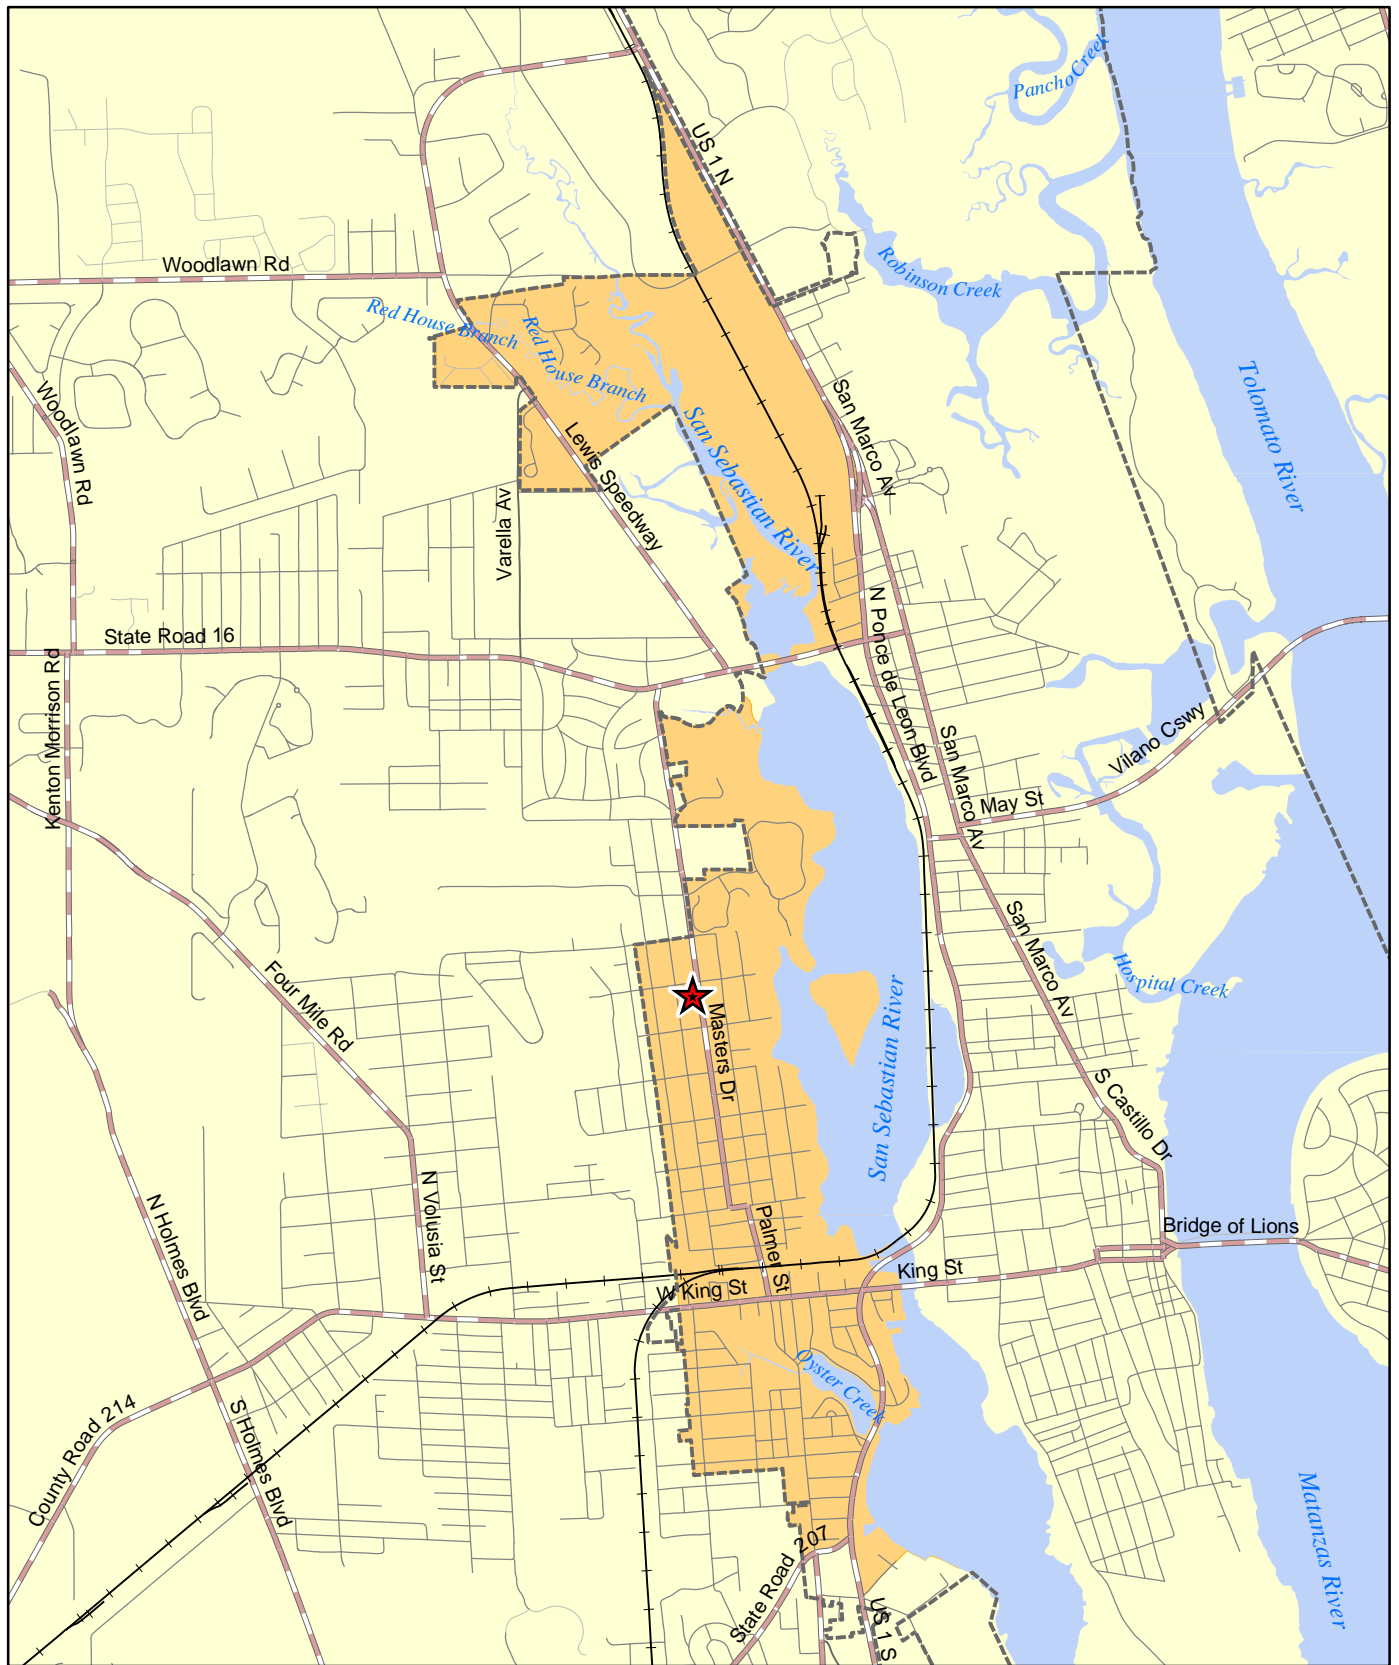 Pancho Creek
US 1 N
Woodlawn Rd
Robinson Creek
Red House Branch
Red House Branch
Tolomato River
Woodlawn Rd
San Marco Av
San Sebastian River
Lewis Speedway
Varella Av
State Road 16
N Ponce de Leon Blvd
Kenton Morrison Rd
San Marco Av
Vilano Cswy
May St
San Marco Av
Hospital Creek
Four Mile Rd
San Sebastian River
Masters Dr
S Castillo Dr
N Volusia St
N Holmes Blvd
Palmer St
Bridge of Lions
King St
W King St
Oyster Creek
County Road 214
S Holmes Blvd
Matanzas River
State Road 207
US 1 S